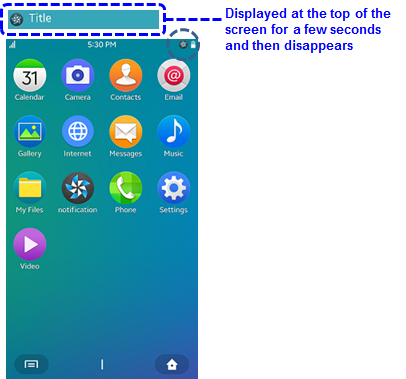 Title
Displayed at the top of the
screen for a few seconds
and then disappears
5:30 PM
31
Calendar Camera Contacts Email
Gallery Internet Messages Music
My Files notification Phone Settings
Video